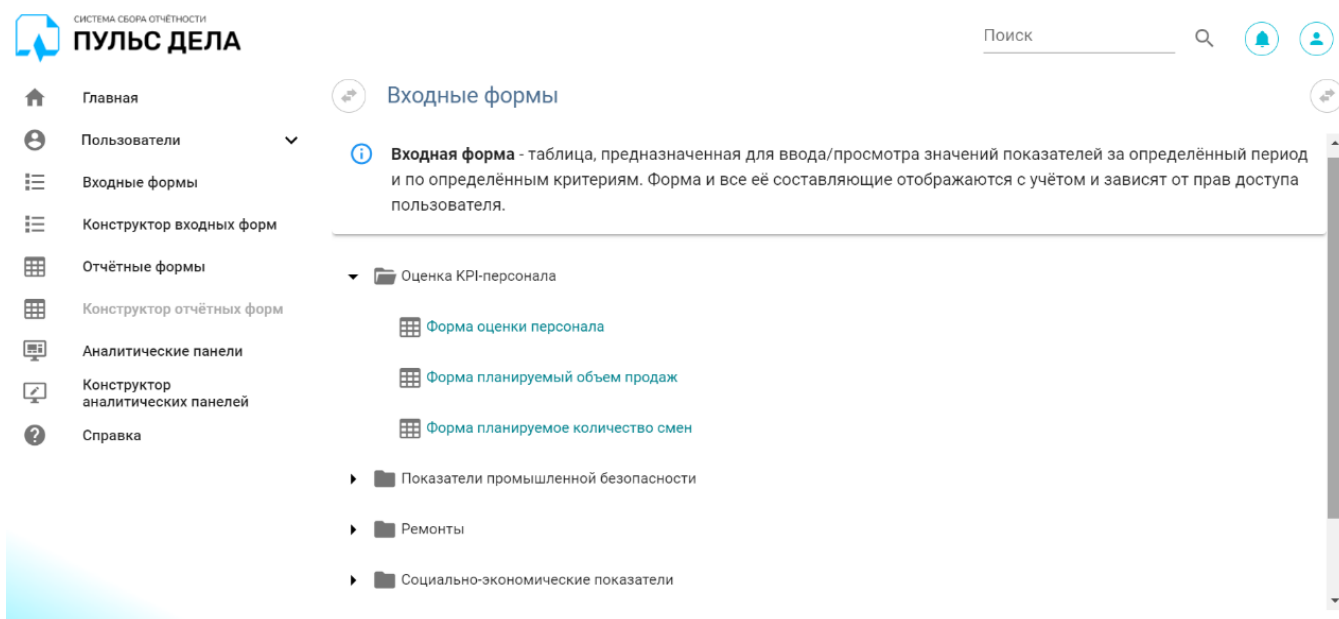 СИСТЕМА СБОРА ОТЧЁТНОСТИ
ПУЛЬС ДЕЛА
Поиск
Главная
Пользователи
Входные формы
Конструктор входных форм
Отчётные формы
Конструктор отчётных форм
Аналитические панели
Конструктор
аналитических панелей
Справка
Входные формы
Входная форма - таблица, предназначенная для ввода/просмотра значений показателей за определённый период
и по определённым критериям. Форма и все её составляющие отображаются с учётом и зависят от прав доступа
пользователя.
Оценка KPI-персонала
Форма оценки персонала
Форма планируемый объем продаж
Форма планируемое количество смен
Показатели промышленной безопасности
Ремонты
Социально-экономические показатели